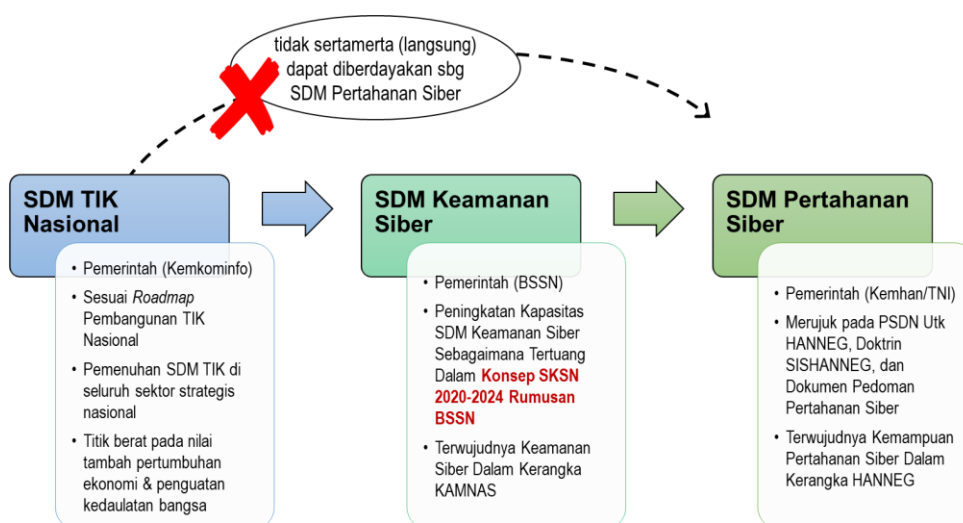 tidak sertamerta (langsung)
dapat diberdayakan sbg
SDM Pertahanan Siber
SDM TIK
Nasional
• Pemerintah (Kemkominfo)
• Sesuai Roadmap
Pembangunan TIK
Nasional
• Pemenuhan SDM TIK di
seluruh sektor strategis
nasional
• Titik berat pada nilai
tambah pertumbuhan
ekonomi & penguatan
kedaulatan bangsa
SDM Keamanan
Siber
• Pemerintah (BSSN)
• Peningkatan Kapasitas
SDM Keamanan Siber
Sebagaimana Tertuang
Dalam Konsep SKSN
2020-2024 Rumusan
BSSN
• Terwujudnya Keamanan
Siber Dalam Kerangka
KAMNAS
SDM Pertahanan
Siber
• Pemerintah (Kemhan/TNI)
• Merujuk pada PSDN Utk
HANNEG, Doktrin
SISHANNEG, dan
Dokumen Pedoman
Pertahanan Siber
• Terwujudnya Kemampuan
Pertahanan Siber Dalam
Kerangka HANNEG